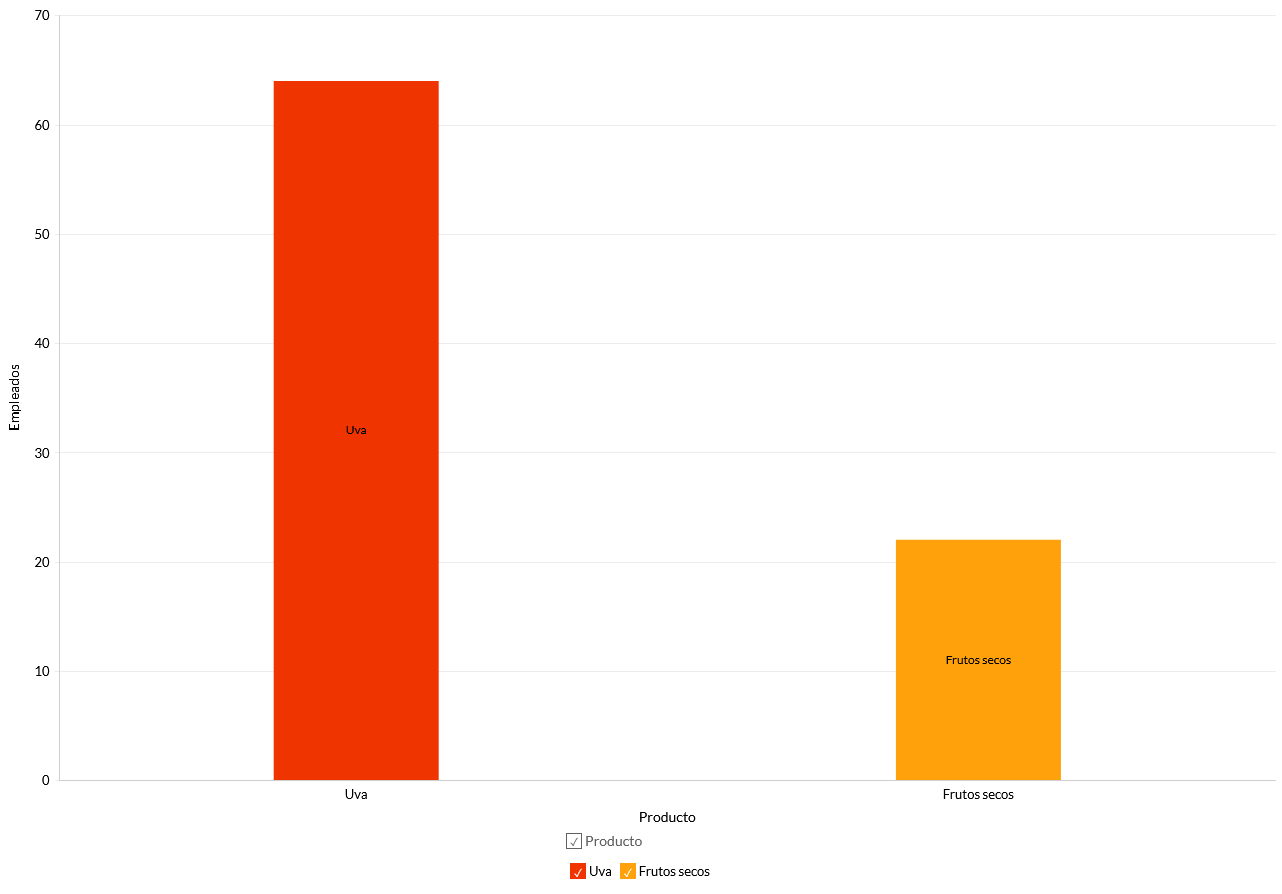 70
60
50
40
30
20
10
0
Empleados
Uva
Frutos secos
Uva
Frutos secos
Producto
Producto
Uva
Frutos secos